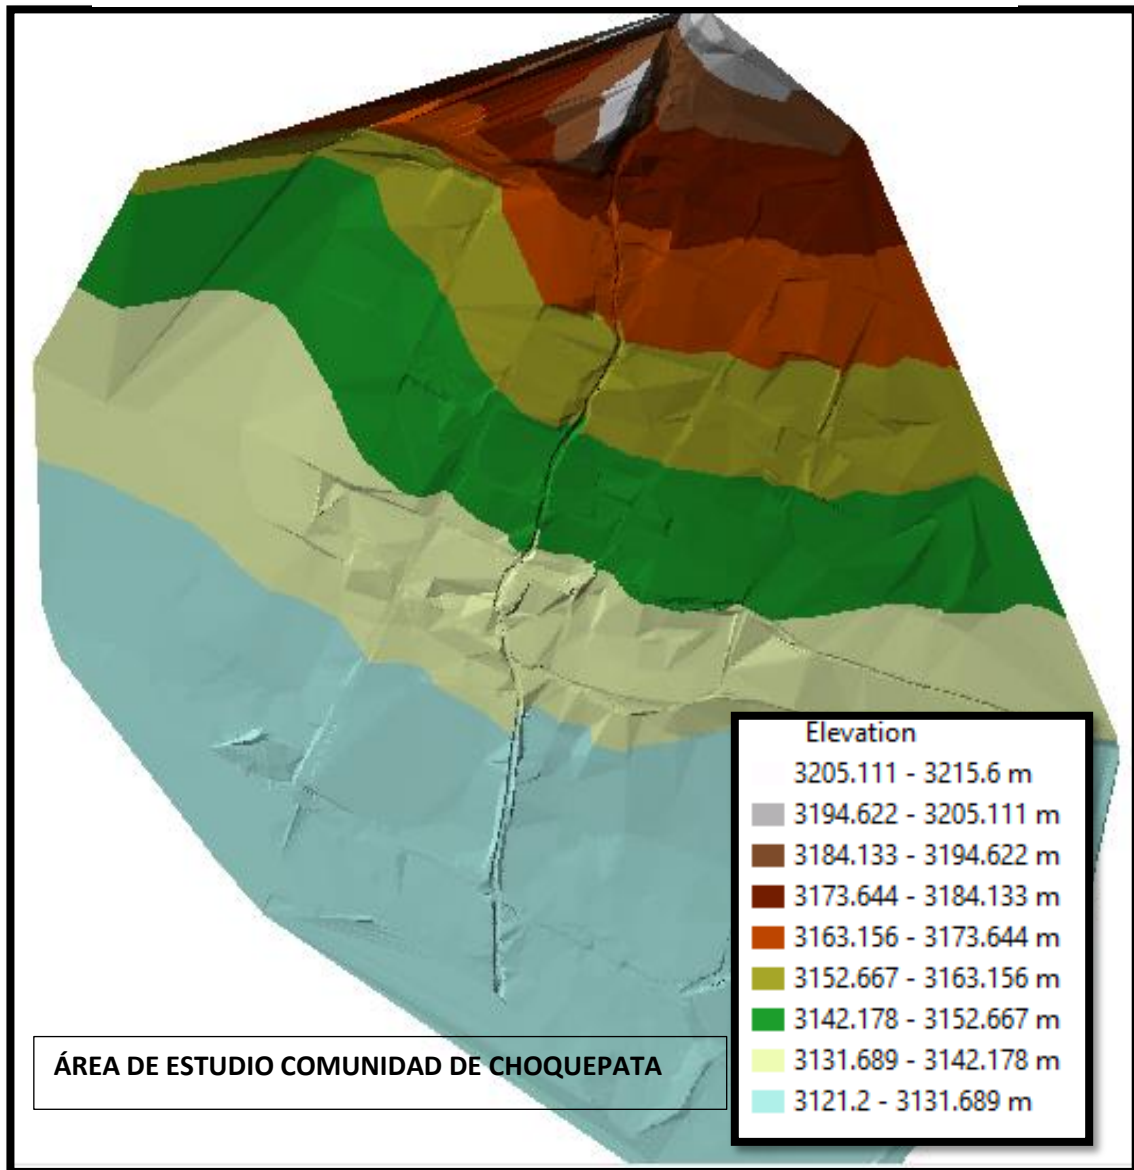 Elevation
3205.111 - 3215.6 m
3194.622 - 3205.111 m
3184.133 - 3194.622 m
3173.644 - 3184.133 m
3163.156 - 3173.644 m
3152.667 - 3163.156 m
3142.178 - 3152.667 m
3131.689 - 3142.178 m
3121.2 - 3131.689 m
ÁREA DE ESTUDIO COMUNIDAD DE CHOQUEPATA